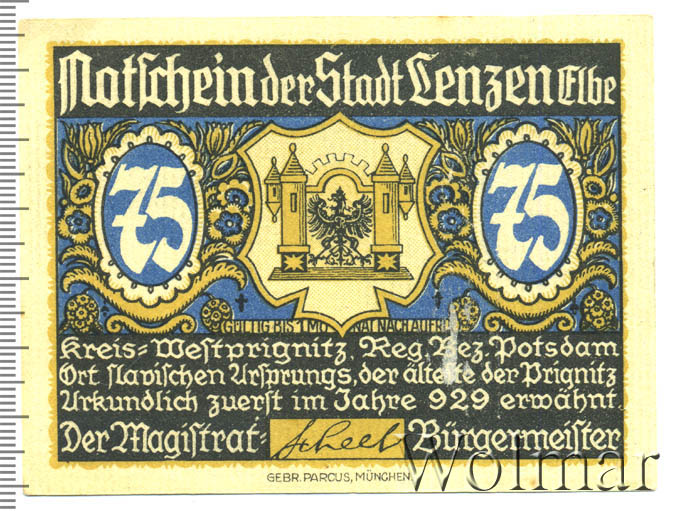 Notschein der Stadt Lenzen Elbe
75 75
GÜLTIG BIS 1 MONAT NACH AUFRUF
Kreis-Westprignitz, Reg. Bez. Potsdam
Ort slavischen Ursprungs, der älteste der Prignitz
Urkundlich zuerst im Jahre 929 erwähnt.
Der Magistrat: Scheel Bürgermeister
GEBR. PARCUS, MÜNCHEN.
Wolmar